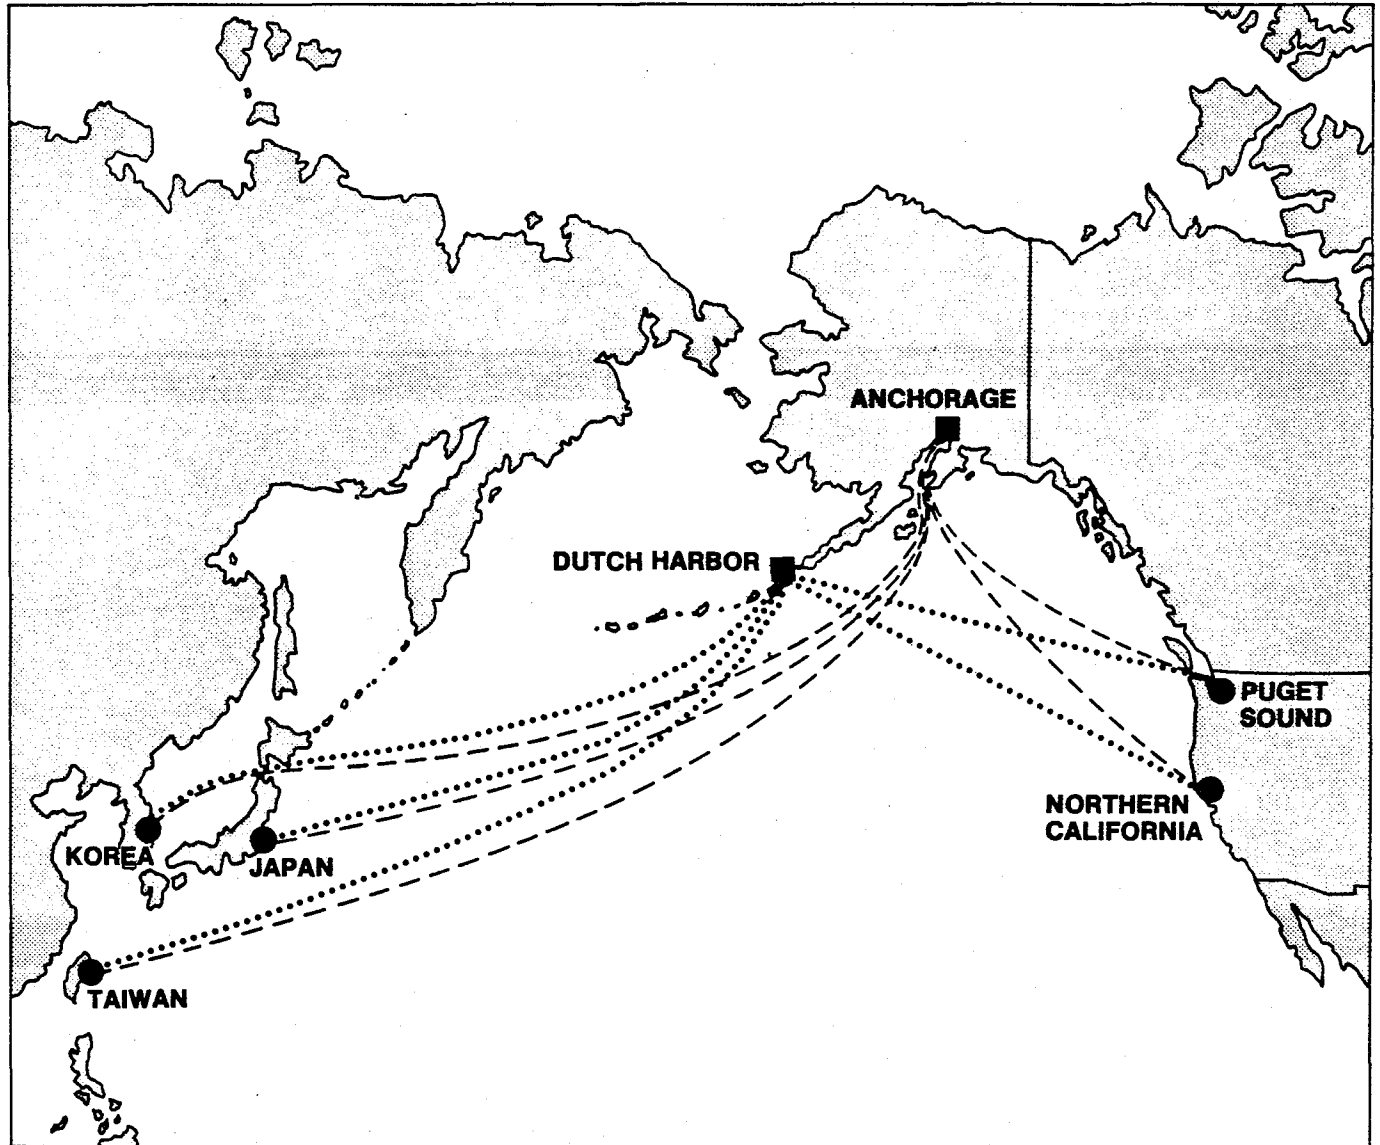 ANCHORAGE
DUTCH HARBOR
PUGET
SOUND
NORTHERN
CALIFORNIA
KOREA
JAPAN
TAIWAN